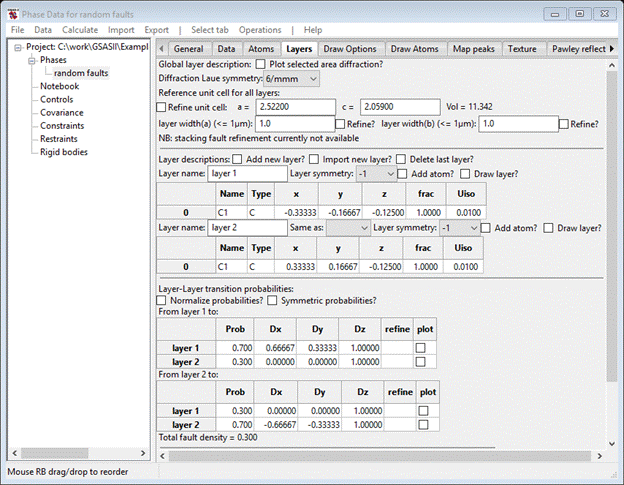 Phase Data for random faults
File Data Calculate Import Export | Select tab Operations | Help
Project: C:\work\GSASII\Exampl
Phases
random faults
Notebook
Controls
Covariance
Constraints
Restraints
Rigid bodies
General Data Atoms Layers Draw Options Draw Atoms Map peaks Texture Pawley reflect
Global layer description: Plot selected area diffraction?
Diffraction Laue symmetry: 6/mmm
Reference unit cell for all layers:
Refine unit cell: a = 2.52200 c = 2.05900 Vol = 11.342
layer width(a) (<= 1μm): 1.0 Refine? layer width(b) (<= 1μm): 1.0 Refine?
NB: stacking fault refinement currently not available
Layer descriptions: Add new layer? Import new layer? Delete last layer?
Layer name: layer 1 Layer symmetry: -1 Add atom? Draw layer?
Name Type x y z frac Uiso
0 C1 C -0.33333 -0.16667 -0.12500 1.0000 0.0100
Layer name: layer 2 Same as: Layer symmetry: -1 Add atom? Draw layer?
Name Type x y z frac Uiso
0 C1 C 0.33333 0.16667 -0.12500 1.0000 0.0100
Layer-Layer transition probabilities:
Normalize probabilities? Symmetric probabilities?
From layer 1 to:
Prob Dx Dy Dz refine plot
layer 1 0.700 0.66667 0.33333 1.00000
layer 2 0.300 0.00000 0.00000 1.00000
From layer 2 to:
Prob Dx Dy Dz refine plot
layer 1 0.300 0.00000 0.00000 1.00000
layer 2 0.700 -0.66667 -0.33333 1.00000
Total fault density = 0.300
Mouse RB drag/drop to reorder